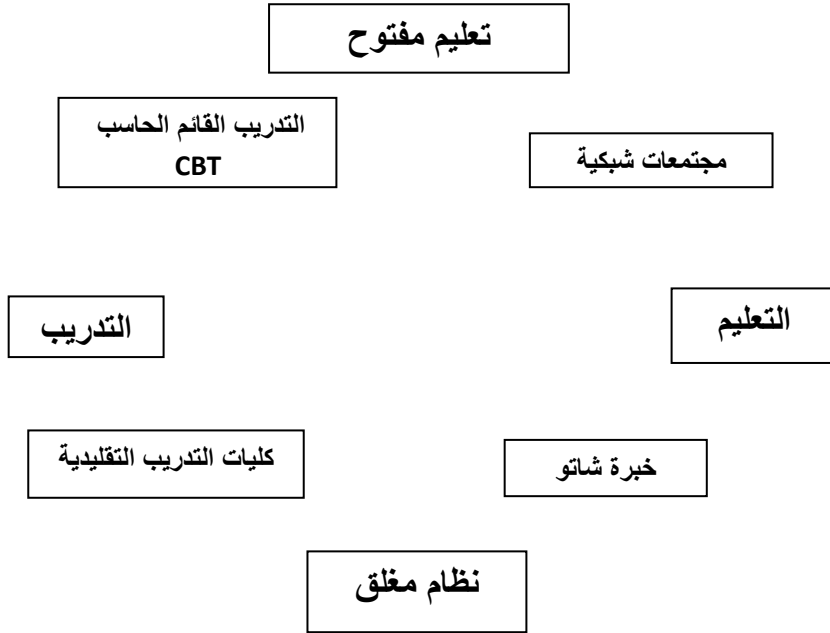 تعليم مفتوح
مجتمعات شبكية
التدريب القائم الحاسب
CBT
التعليم
التدريب
خبرة شاتو
كليات التدريب التقليدية
نظام مغلق